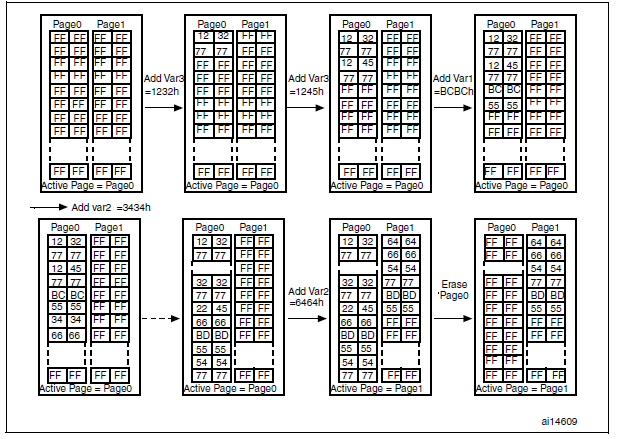 Page0 Page1
FF FF FF FF
FF FF FF FF
FF FF FF FF
FF FF FF FF
FF FF FF FF
FF FF FF FF
FF FF FF FF
FF FF FF FF
FF FF FF FF
Active Page = Page0
Add Var3
=1232h
Page0 Page1
12 32 FF FF
77 77 FF FF
FF FF FF FF
FF FF FF FF
FF FF FF FF
FF FF FF FF
FF FF FF FF
FF FF FF FF
FF FF FF FF
Active Page = Page0
Add Var3
=1245h
Page0 Page1
12 32 FF FF
77 77 FF FF
12 45 FF FF
77 77 FF FF
FF FF FF FF
FF FF FF FF
FF FF FF FF
FF FF FF FF
FF FF FF FF
Active Page = Page0
Add Var1
=BCBCh
Page0 Page1
12 32 FF FF
77 77 FF FF
12 45 FF FF
77 77 FF FF
BC BC FF FF
55 55 FF FF
FF FF FF FF
FF FF FF FF
FF FF FF FF
Active Page = Page0
Add var2 =3434h
Page0 Page1
12 32 FF FF
77 77 FF FF
12 45 FF FF
77 77 FF FF
BC BC FF FF
55 55 FF FF
34 34 FF FF
66 66 FF FF
FF FF FF FF
Active Page = Page0
Page0 Page1
12 32 FF FF
77 77 FF FF
FF FF
32 32 FF FF
77 77 FF FF
22 45 FF FF
66 66 FF FF
BD BD FF FF
55 55
54 54
77 77 FF FF
Active Page = Page0
Add Var2
=6464h
Page0 Page1
12 32 64 64
77 77 66 66
54 54
32 32 77 77
77 77 BD BD
22 45 55 55
66 66 FF FF
BD BD FF FF
55 55
54 54
77 77 FF FF
Active Page = Page1
Erase
'Page0
Page0 Page1
FF FF 64 64
FF FF 66 66
54 54
FF FF 77 77
FF FF BD BD
FF FF 55 55
FF FF FF FF
FF FF FF FF
FF FF
FF FF
FF FF FF FF
Active Page = Page1
ai14609